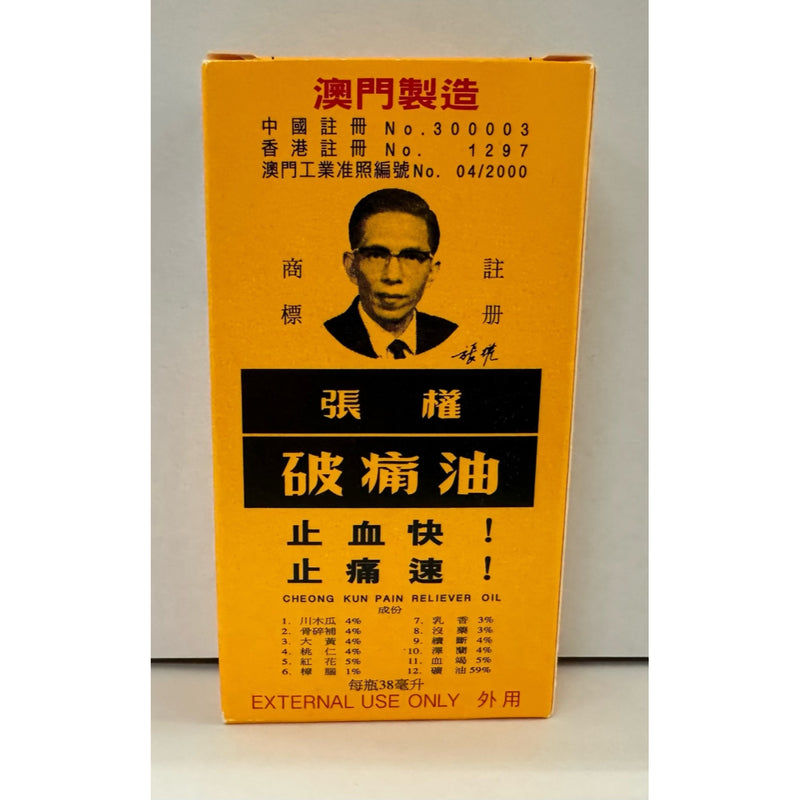 澳門製造
中國註冊 No.300003
香港註冊 No. 1297
澳門工業准照編號No. 04/2000
商標
註册
張權
張權
破痛油
止血快!
止痛速!
CHEONG KUN PAIN RELIEVER OIL
成份
1. 川木瓜 4%
2. 骨碎補 4%
3. 大黃 4%
4. 桃仁 4%
5. 紅花 5%
6. 樟腦 1%
7. 乳香 3%
8. 沒藥 3%
9. 續斷 4%
10. 澤蘭 4%
11. 血竭 5%
12. 礦油 59%
每瓶38毫升
EXTERNAL USE ONLY 外用